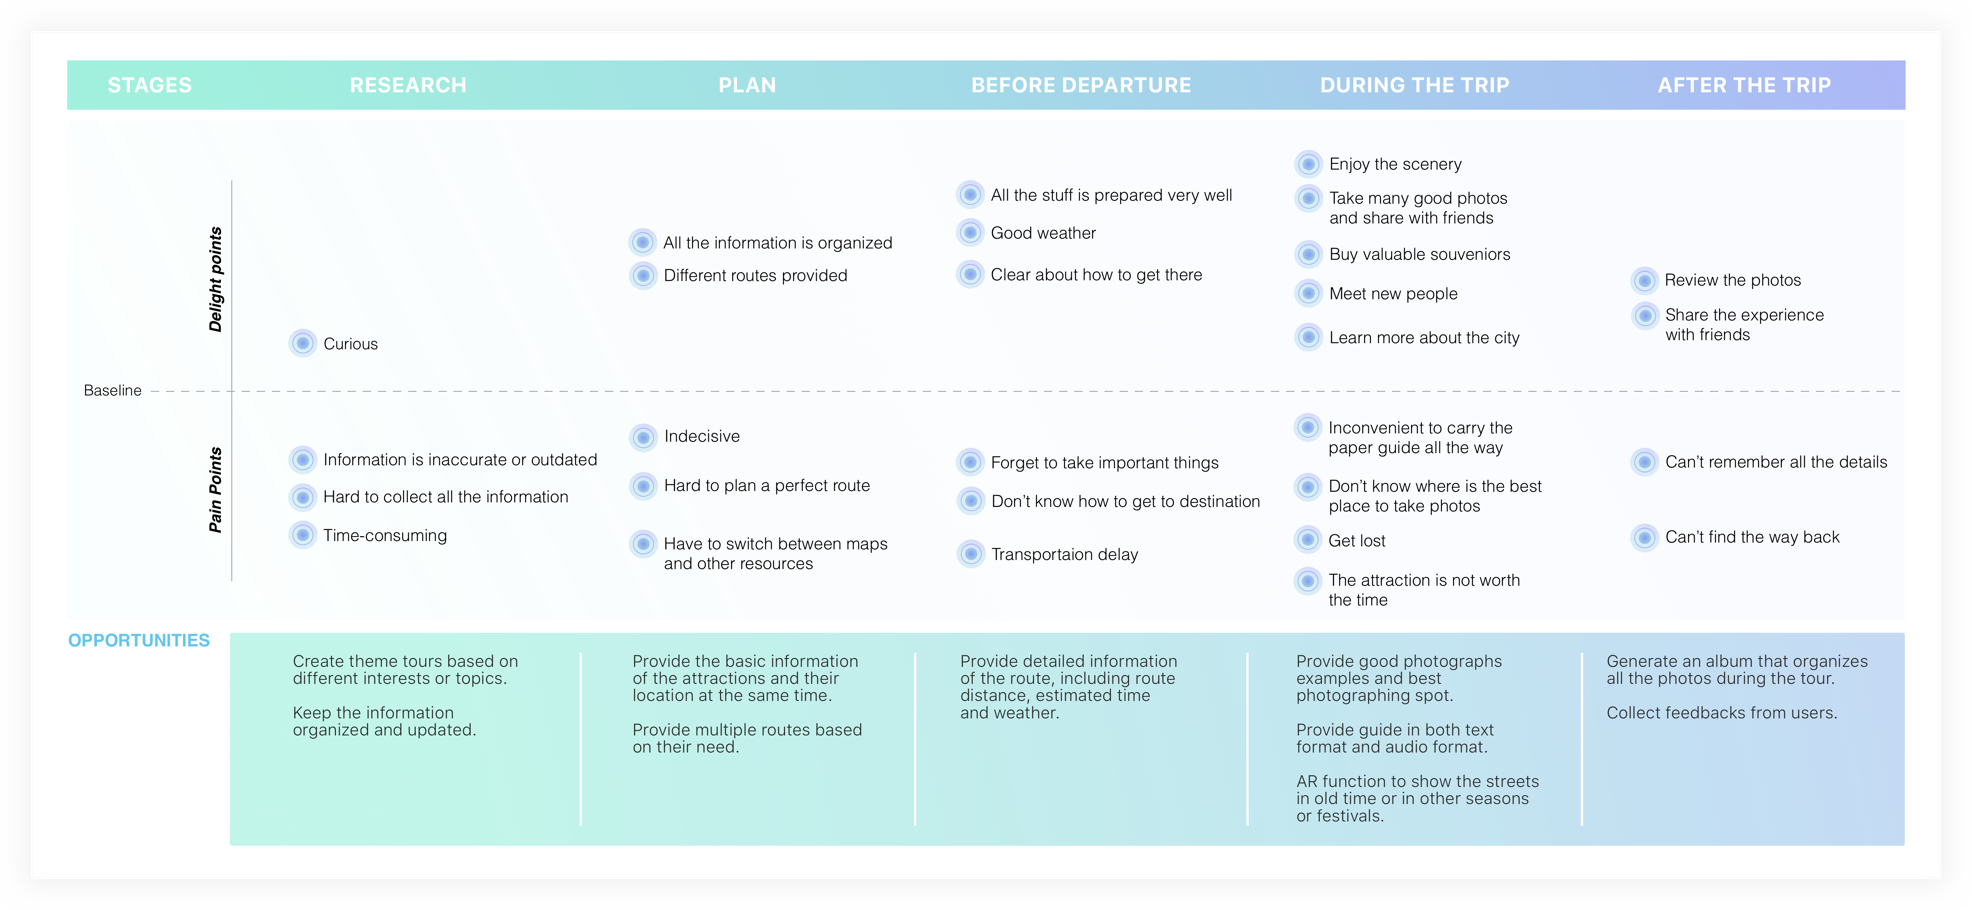 STAGES
RESEARCH
PLAN
BEFORE DEPARTURE
DURING THE TRIP
AFTER THE TRIP
Delight points
Curious
All the information is organized
Different routes provided
All the stuff is prepared very well
Good weather
Clear about how to get there
Enjoy the scenery
Take many good photos
and share with friends
Buy valuable souveniors
Meet new people
Learn more about the city
Review the photos
Share the experience
with friends
Baseline
Pain Points
Information is inaccurate or outdated
Hard to collect all the information
Time-consuming
Indecisive
Hard to plan a perfect route
Have to switch between maps
and other resources
Forget to take important things
Don't know how to get to destination
Transportaion delay
Inconvenient to carry the
paper guide all the way
Don't know where is the best
place to take photos
Get lost
The attraction is not worth
the time
Can't remember all the details
Can't find the way back
OPPORTUNITIES
Create theme tours based on
different interests or topics.
Keep the information
organized and updated.
Provide the basic information
of the attractions and their
location at the same time.
Provide multiple routes based
on their need.
Provide detailed information
of the route, including route
distance, estimated time
and weather.
Provide good photographs
examples and best
photographing spot.
Provide guide in both text
format and audio format.
AR function to show the streets
in old time or in other seasons
or festivals.
Generate an album that organizes
all the photos during the tour.
Collect feedbacks from users.